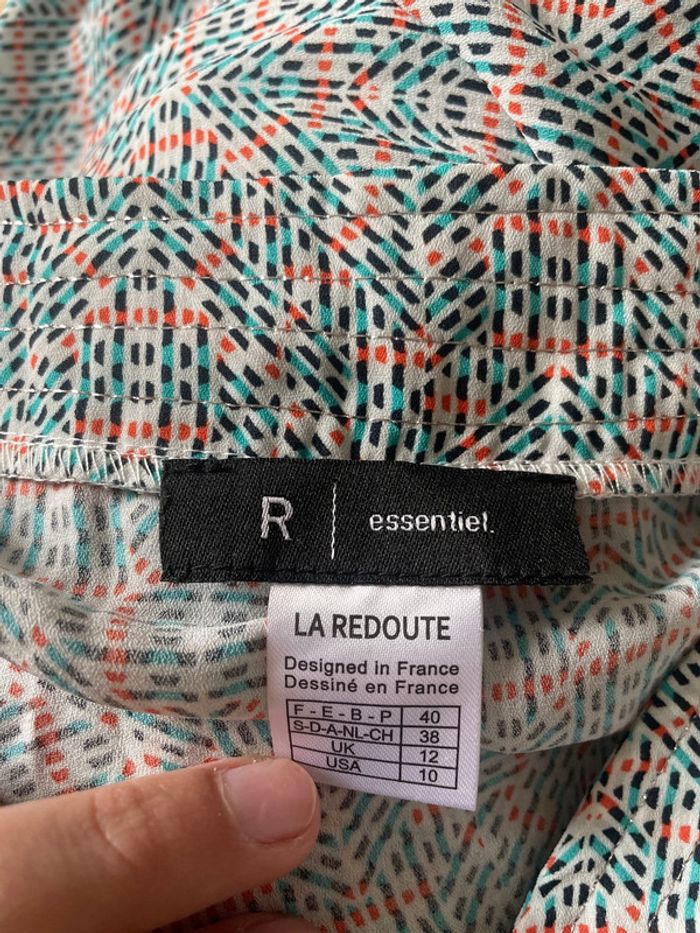 R | essentiel.
LA REDOUTE
Designed in France
Dessiné en France
F - E - B - P 40
S-D-A-NL-CH 38
UK 12
USA 10